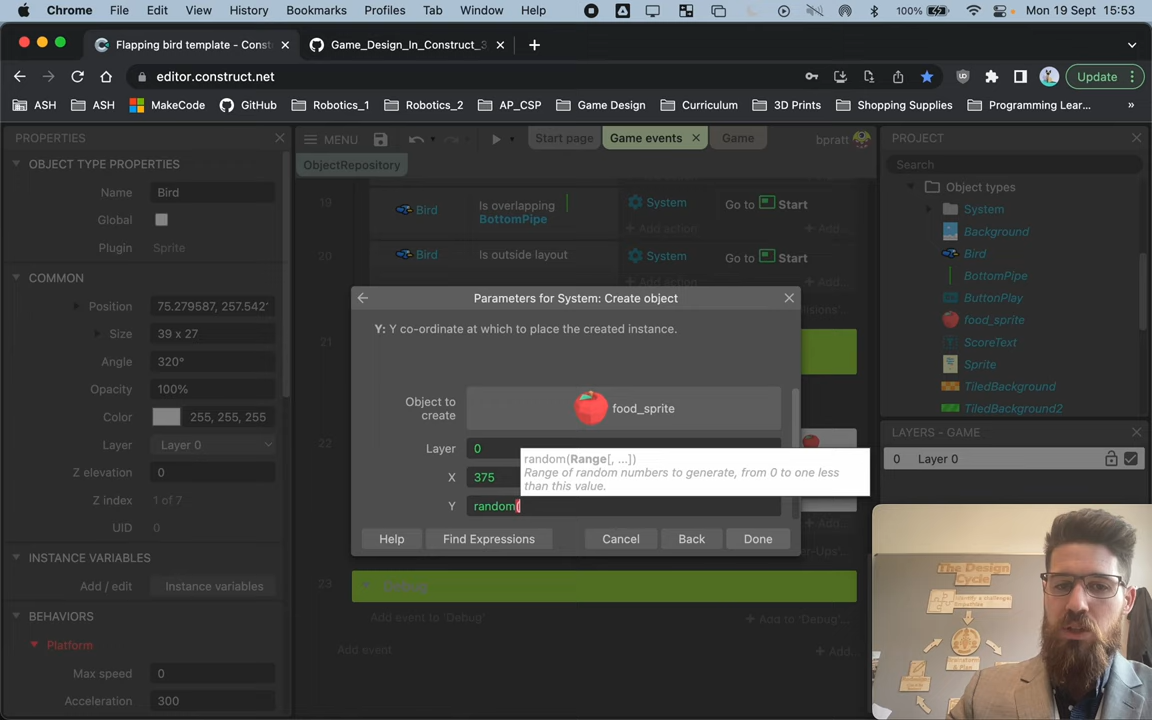 Chrome File Edit View History Bookmarks Profiles Tab Window Help 100% Mon 19 Sept 15:53
Flapping bird template - Const Game_Design_In_Construct_3
editor.construct.net Update
ASH ASH MakeCode GitHub Robotics_1 Robotics_2 AP_CSP Game Design Curriculum 3D Prints Shopping Supplies Programming Lear... »
PROPERTIES
OBJECT TYPE PROPERTIES
Name Bird
Global
Plugin Sprite
COMMON
Position 75.279587, 257.542
Size 39 x 27
Angle 320°
Opacity 100%
Color 255, 255, 255
Layer Layer 0
Z elevation 0
Z index 1 of 7
UID 0
INSTANCE VARIABLES
Add / edit Instance variables
BEHAVIORS
Platform
Max speed 0
Acceleration 300
MENU Start page Game events Game bpratt
ObjectRepository
19 Bird Is overlapping BottomPipe System Go to Start
+ Add action + Add...
20 Bird Is outside layout System Go to Start
21
22
23 Debug
Add event to 'Debug' + Add to 'Debug'...
Add event + Add
Parameters for System: Create object
Y: Y co-ordinate at which to place the created instance.
Object to create food_sprite
Layer 0
X 375
Y random(
random(Range[, ...])
Range of random numbers to generate, from 0 to one less
than this value.
Help Find Expressions Cancel Back Done
PROJECT
Search
Object types
System
Background
Bird
BottomPipe
ButtonPlay
food_sprite
ScoreText
Sprite
TiledBackground
TiledBackground2
LAYERS - GAME
0 Layer 0
The Design
Cycle